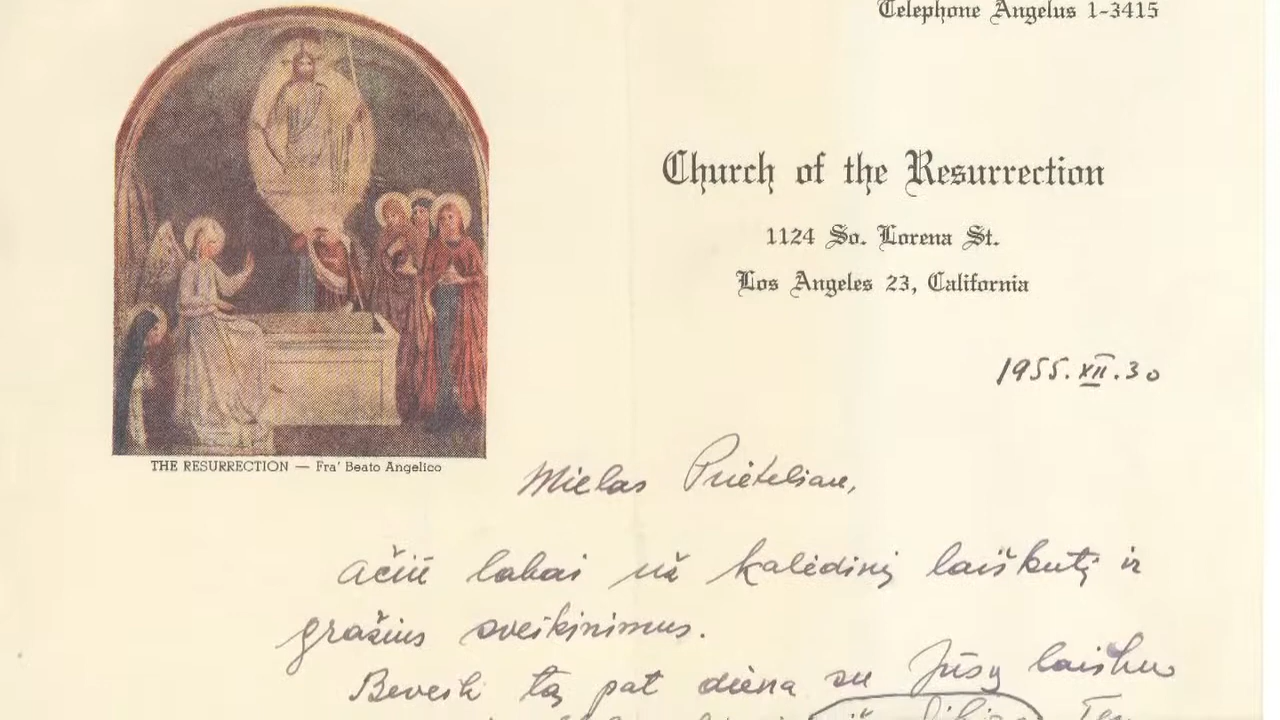 Telephone Angelus 1-3415
Church of the Resurrection
1124 So. Lorena St.
Los Angeles 23, California
1955.XII.30
THE RESURRECTION — Fra' Beato Angelico
Mielas Prieteliau,
ačiū labai už kalėdinį laiškutį ir
gražius sveikinimus.
Beveik tą pat dieną su Jūsų laišku